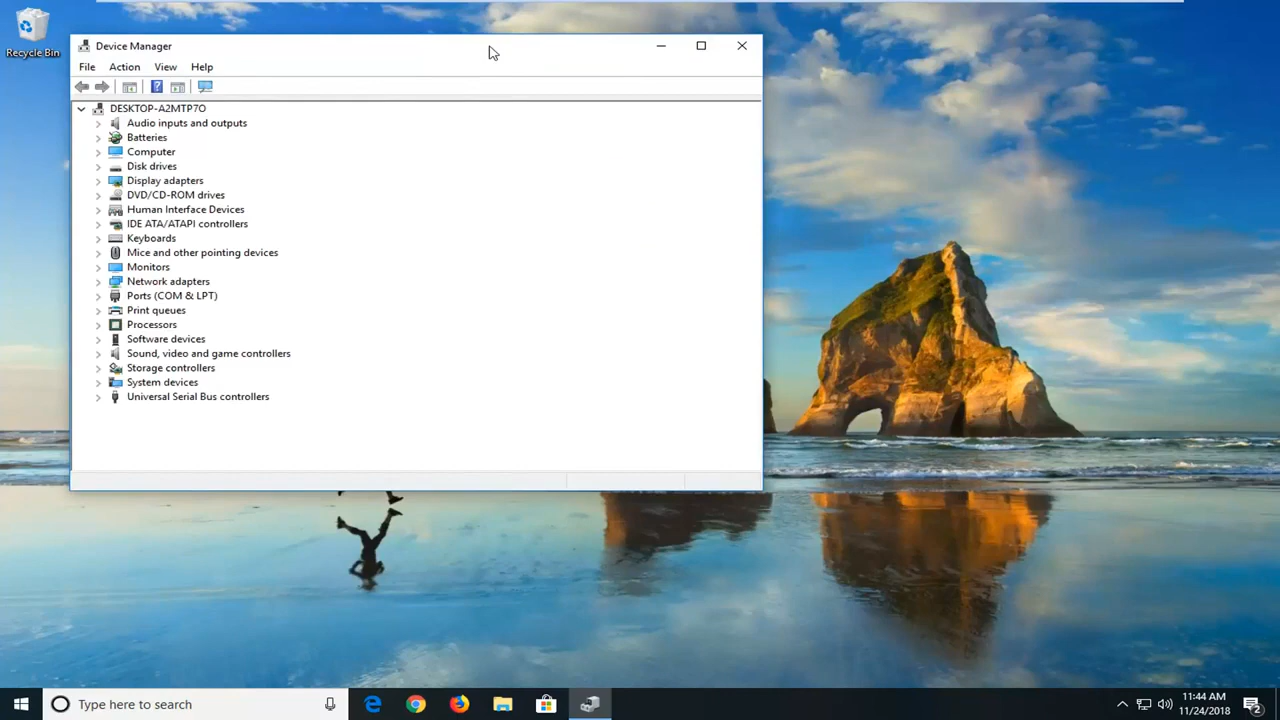 Recycle Bin
Device Manager
File Action View Help
DESKTOP-A2MTP7O
Audio inputs and outputs
Batteries
Computer
Disk drives
Display adapters
DVD/CD-ROM drives
Human Interface Devices
IDE ATA/ATAPI controllers
Keyboards
Mice and other pointing devices
Monitors
Network adapters
Ports (COM & LPT)
Print queues
Processors
Software devices
Sound, video and game controllers
Storage controllers
System devices
Universal Serial Bus controllers
Type here to search
11:44 AM
11/24/2018
2